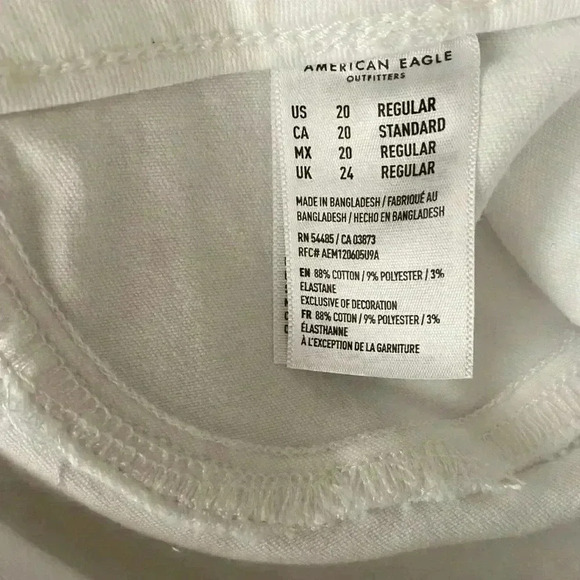 AMERICAN EAGLE
OUTFITTERS
US 20 REGULAR
CA 20 STANDARD
MX 20 REGULAR
UK 24 REGULAR
MADE IN BANGLADESH / FABRIQUÉ AU
BANGLADESH / HECHO EN BANGLADESH
RN 54485 / CA 03873
RFC# AEM120605U9A
EN 88% COTTON / 9% POLYESTER / 3%
ELASTANE
EXCLUSIVE OF DECORATION
FR 88% COTON / 9% POLYESTER / 3%
ÉLASTHANNE
À L'EXCEPTION DE LA GARNITURE